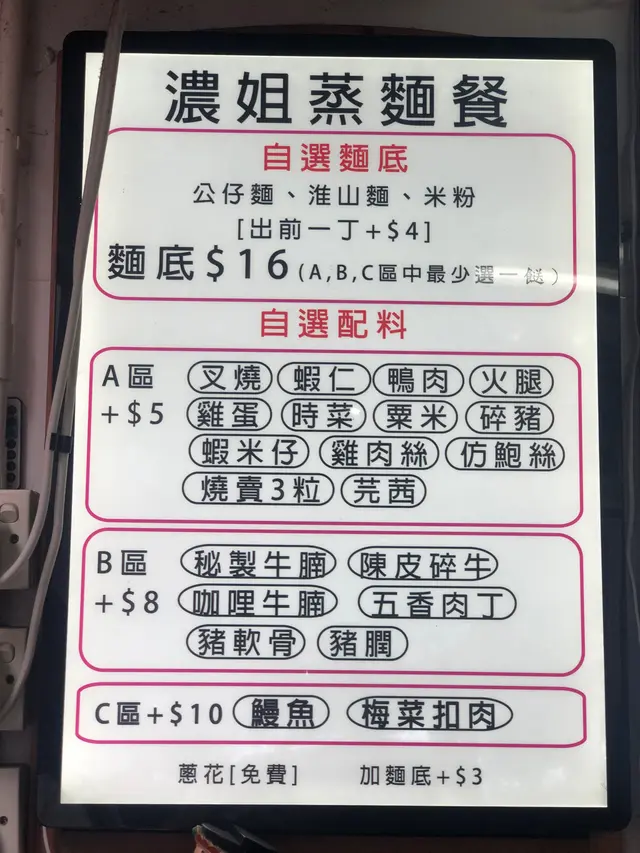 濃姐蒸麵餐
自選麵底
公仔麵、淮山麵、米粉
[出前一丁+$4]
麵底$16(A,B,C區中最少選一餸)
自選配料
A區 叉燒 蝦仁 鴨肉 火腿
+$5 雞蛋 時菜 粟米 碎豬
蝦米仔 雞肉絲 仿鮑絲
燒賣3粒 芫茜
B區 秘製牛腩 陳皮碎牛
+$8 咖哩牛腩 五香肉丁
豬軟骨 豬膶
C區+$10 鰻魚 梅菜扣肉
蔥花[免費] 加麵底+$3